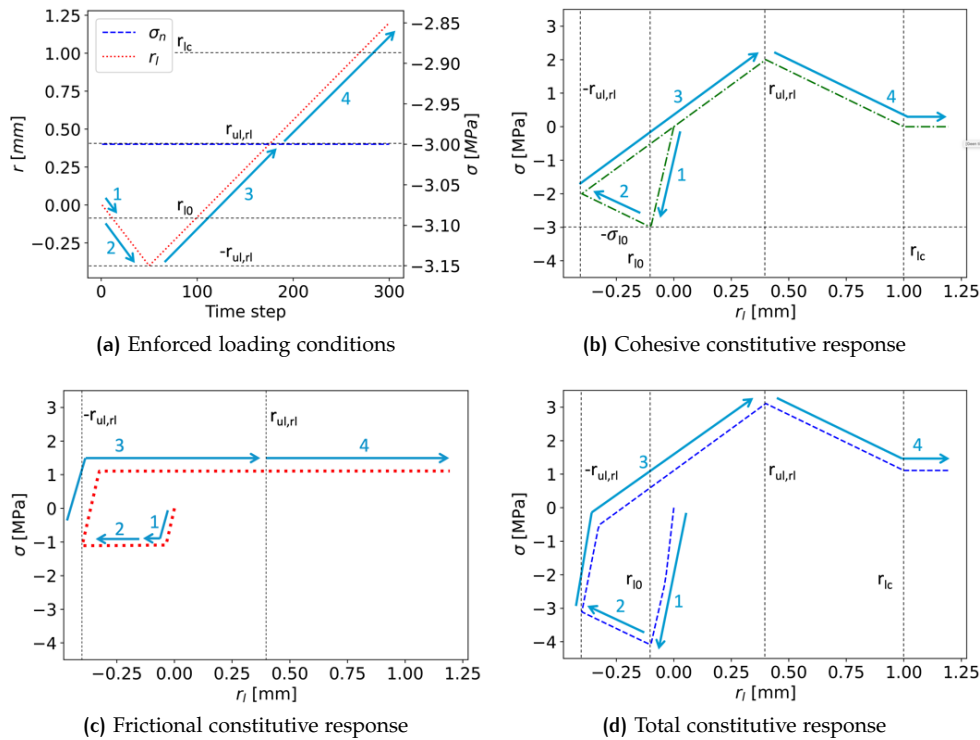 σn
rl
rlc
rul,rl
rl0
-rul,rl
1
2
3
4
1.25
1.00
0.75
0.50
0.25
0.00
−0.25
r [mm]
0
100
200
300
Time step
−2.85
−2.90
−2.95
−3.00
−3.05
−3.10
−3.15
σ [MPa]
(a) Enforced loading conditions
3
2
1
0
−1
−2
−3
−4
σ [MPa]
-rul,rl
rul,rl
3
4
2
1
-σl0
rl0
rlc
−0.25
0.00
0.25
0.50
0.75
1.00
1.25
rl [mm]
(b) Cohesive constitutive response
3
2
1
0
−1
−2
−3
−4
σ [MPa]
-rul,rl
rul,rl
3
4
2
1
−0.25
0.00
0.25
0.50
0.75
1.00
1.25
rl [mm]
(c) Frictional constitutive response
3
2
1
0
−1
−2
−3
−4
σ [MPa]
-rul,rl
rul,rl
3
4
rl0
rlc
2
1
−0.25
0.00
0.25
0.50
0.75
1.00
1.25
rl [mm]
(d) Total constitutive response